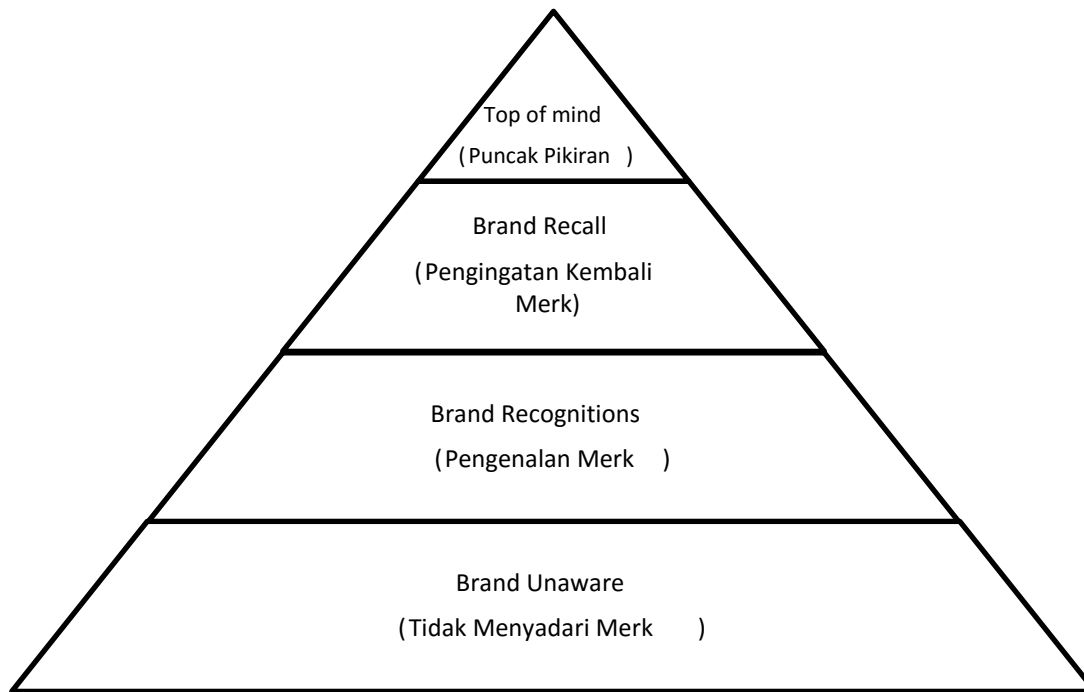 Top of mind
(Puncak Pikiran )
Brand Recall
(Pengingatan Kembali
Merk)
Brand Recognitions
(Pengenalan Merk )
Brand Unaware
(Tidak Menyadari Merk )